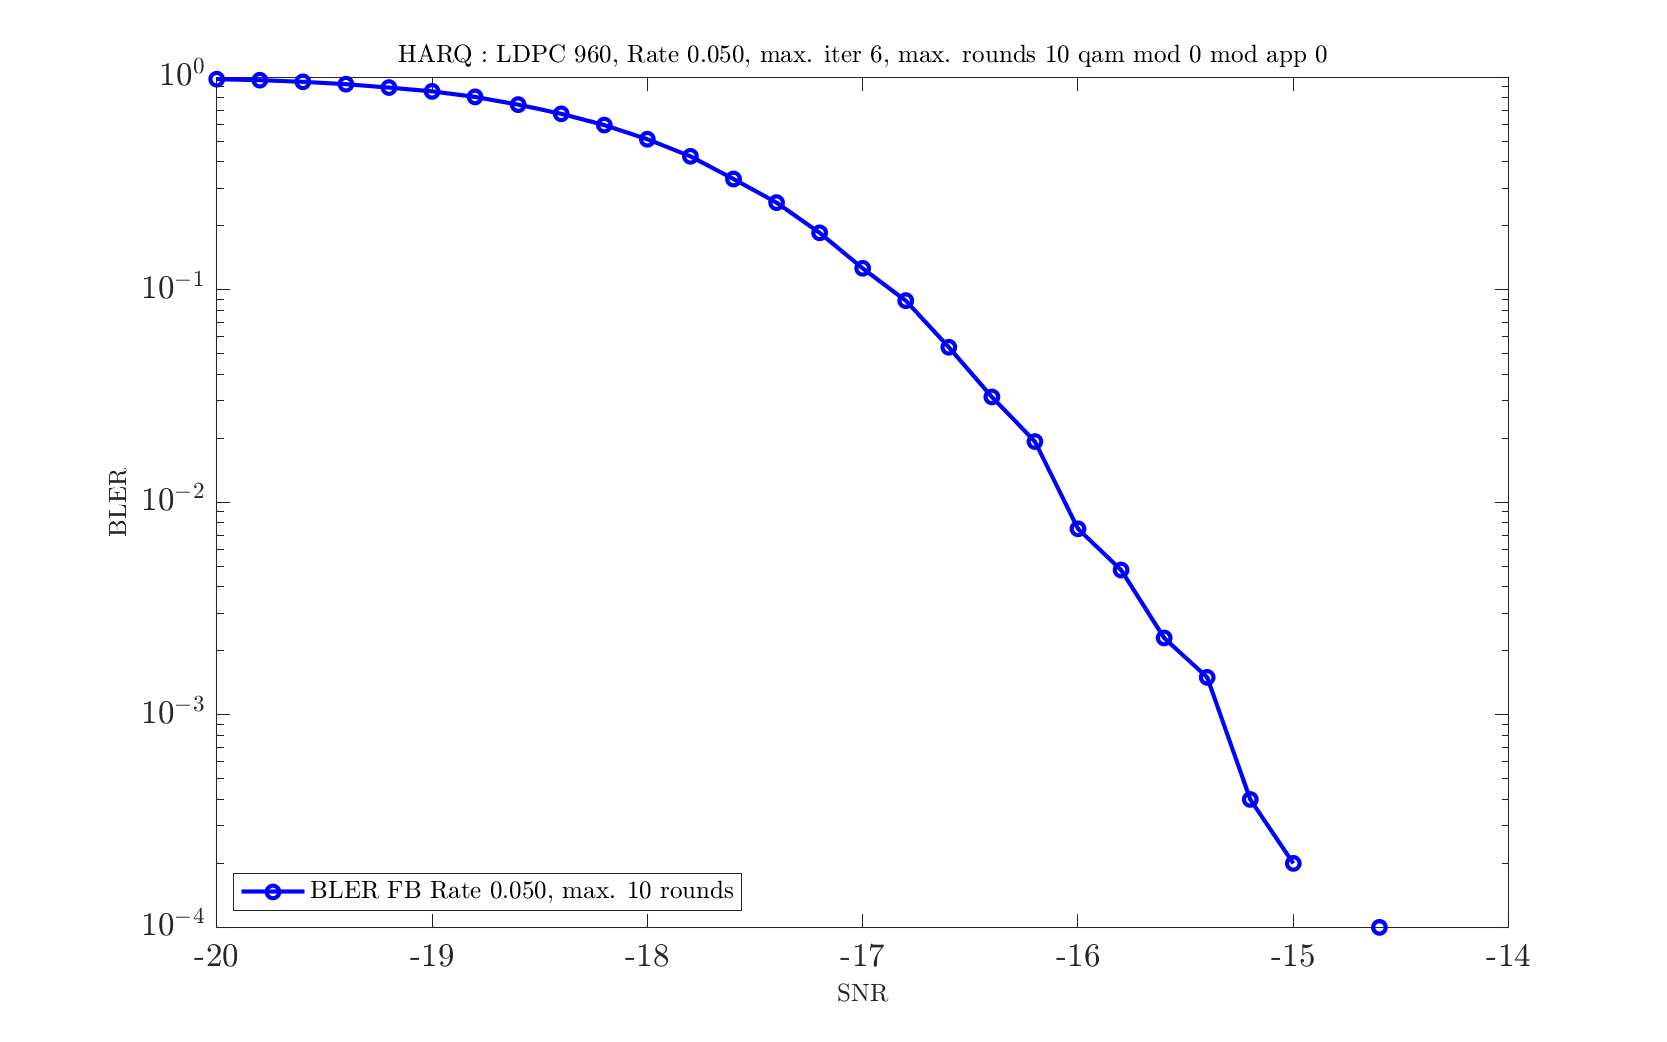 HARQ : LDPC 960, Rate 0.050, max. iter 6, max. rounds 10 qam mod 0 mod app 0
10^0
10^{-1}
10^{-2}
10^{-3}
10^{-4}
BLER
BLER FB Rate 0.050, max. 10 rounds
-20 -19 -18 -17 -16 -15 -14
SNR